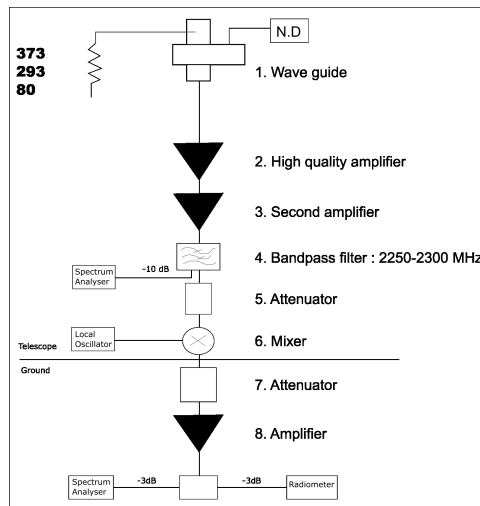 N.D
373
293
80
1. Wave guide
2. High quality amplifier
3. Second amplifier
4. Bandpass filter : 2250-2300 MHz
-10 dB
Spectrum
Analyser
5. Attenuator
Local
Oscillator
6. Mixer
Telescope
Ground
7. Attenuator
8. Amplifier
Spectrum
Analyser
-3dB
-3dB
Radiometer